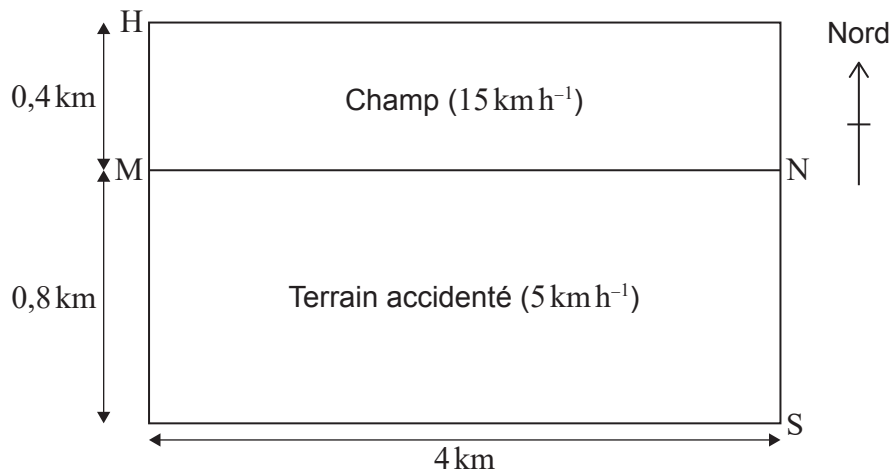 H
Nord
0,4 km
Champ (15 km h⁻¹)
M
N
0,8 km
Terrain accidenté (5 km h⁻¹)
S
4 km